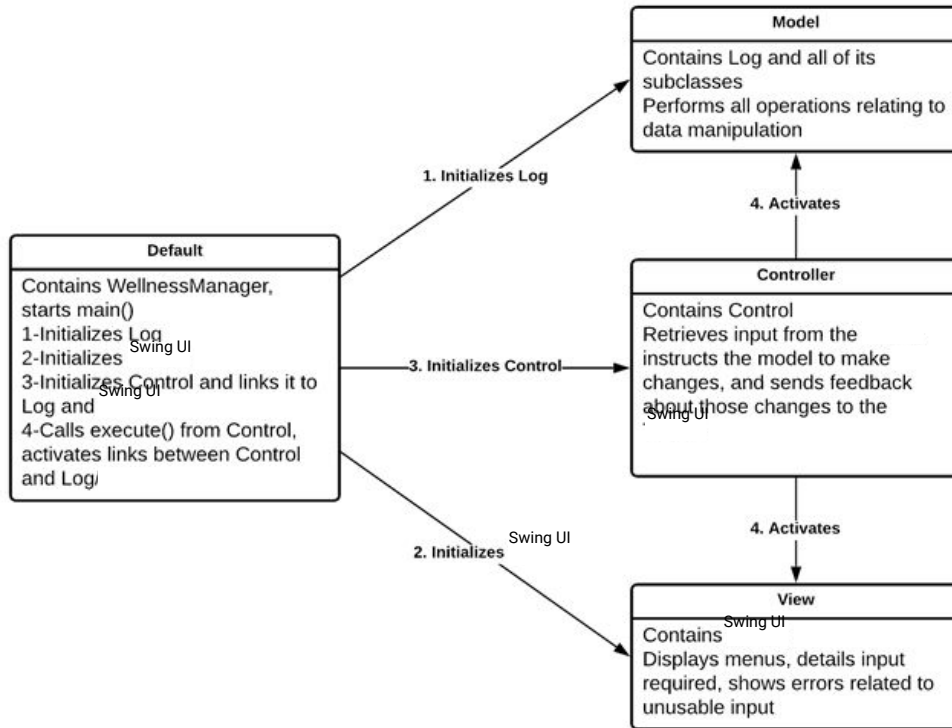 Model
Contains Log and all of its
subclasses
Performs all operations relating to
data manipulation
1. Initializes Log
4. Activates
Default
Contains WellnessManager,
starts main()
1-Initializes Log
2-Initializes Swing UI
3-Initializes Control and links it to
Log and Swing UI
4-Calls execute() from Control,
activates links between Control
and Log/
3. Initializes Control
Controller
Contains Control
Retrieves input from the
instructs the model to make
changes, and sends feedback
about those changes to the
Swing UI
2. Initializes Swing UI
4. Activates
View
Contains Swing UI
Displays menus, details input
required, shows errors related to
unusable input